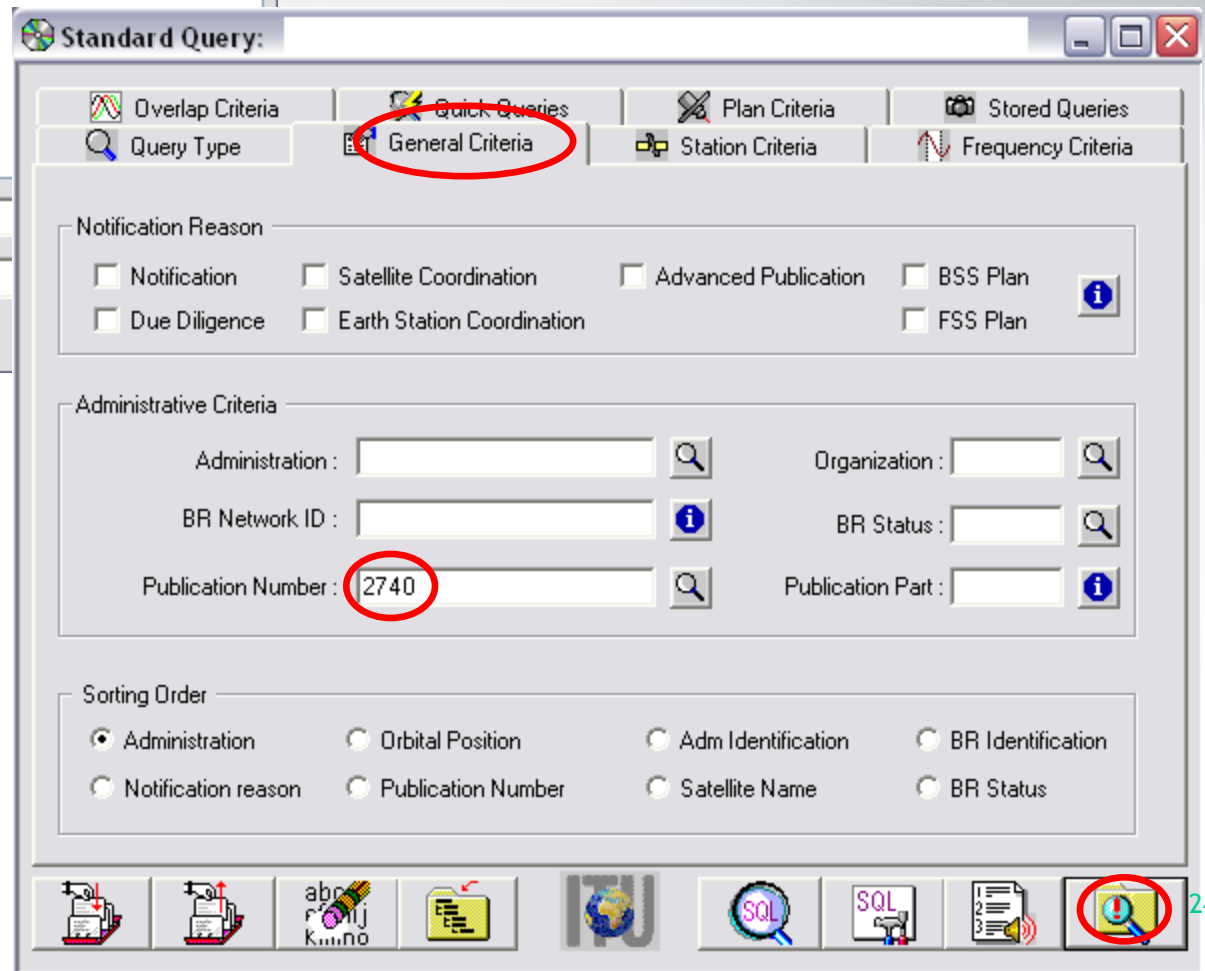 Standard Query:
Overlap Criteria Quick Queries Plan Criteria Stored Queries
Query Type General Criteria Station Criteria Frequency Criteria
Notification Reason
Notification Satellite Coordination Advanced Publication BSS Plan
Due Diligence Earth Station Coordination FSS Plan
Administrative Criteria
Administration : Organization :
BR Network ID : BR Status :
Publication Number : 2740 Publication Part :
Sorting Order
Administration Orbital Position Adm Identification BR Identification
Notification reason Publication Number Satellite Name BR Status
ITU SQL SQL